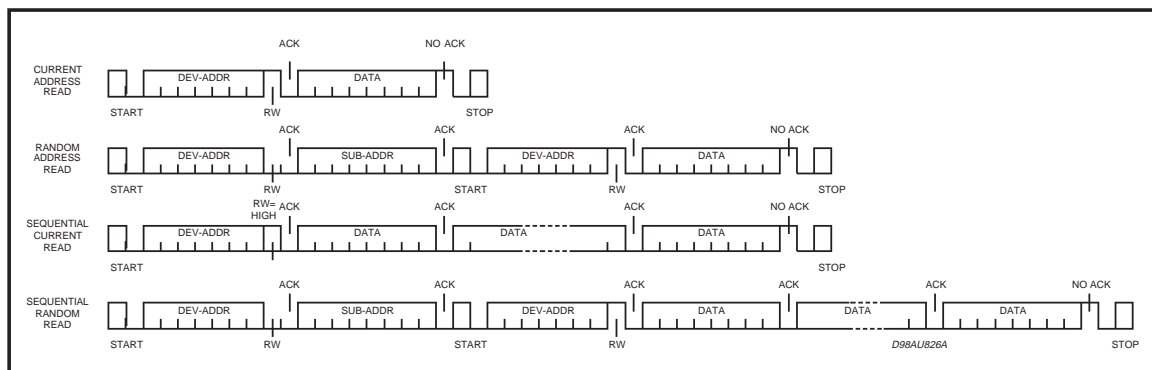 ACK NO ACK
CURRENT
ADDRESS
READ
DEV-ADDR DATA
START RW STOP
ACK ACK ACK NO ACK
RANDOM
ADDRESS
READ
DEV-ADDR SUB-ADDR DEV-ADDR DATA
START RW START RW STOP
RW=
HIGH
ACK ACK ACK NO ACK
SEQUENTIAL
CURRENT
READ
DEV-ADDR DATA DATA DATA
START STOP
ACK ACK ACK ACK ACK NO ACK
SEQUENTIAL
RANDOM
READ
DEV-ADDR SUB-ADDR DEV-ADDR DATA DATA DATA
START RW START RW D98AU826A STOP